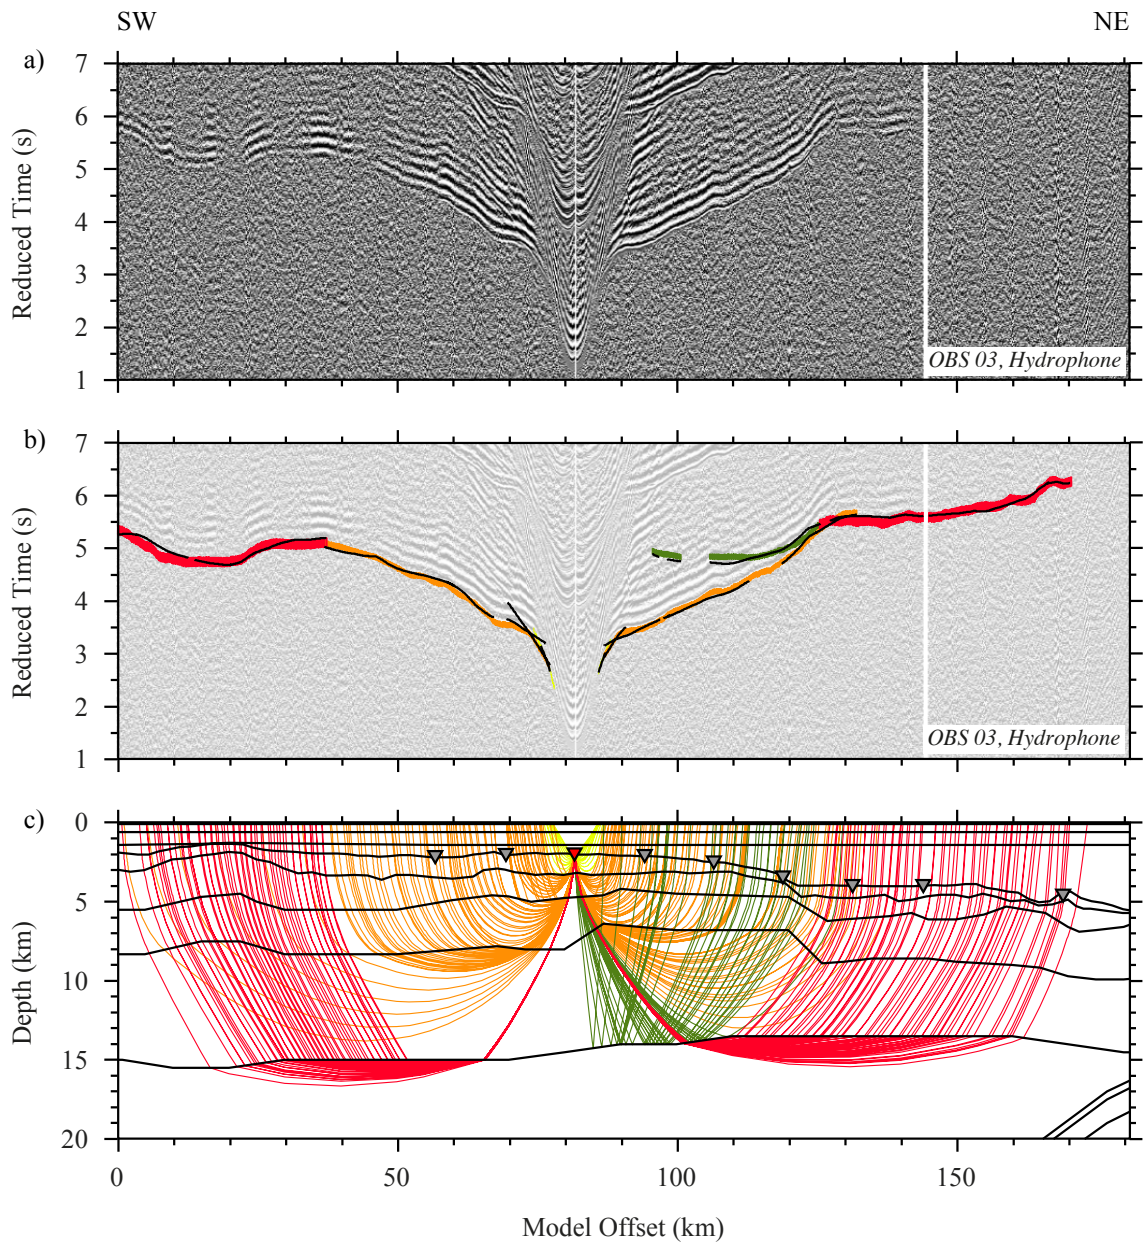 SW NE
a)
7
6
5
4
3
2
1
Reduced Time (s)
OBS 03, Hydrophone
b)
7
6
5
4
3
2
1
Reduced Time (s)
OBS 03, Hydrophone
c)
0
5
10
15
20
Depth (km)
0 50 100 150
Model Offset (km)